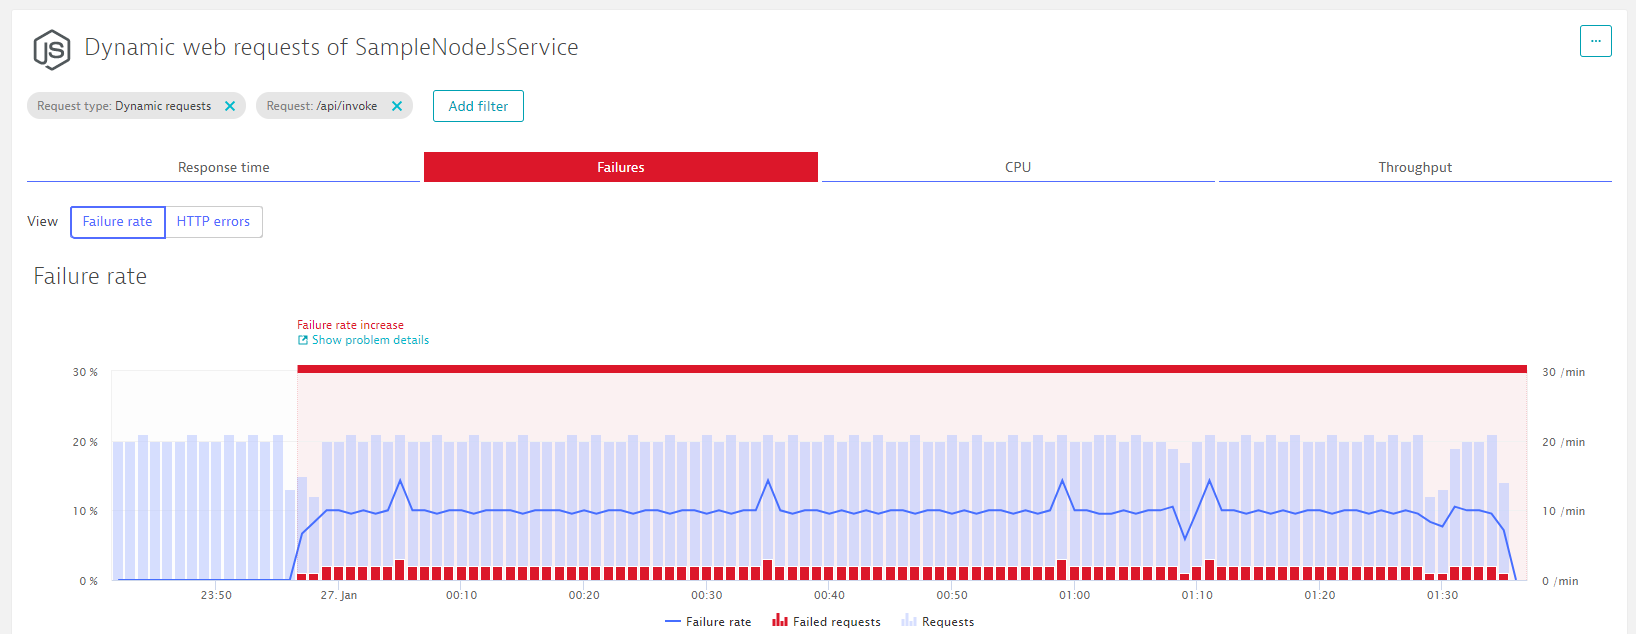 JS
Dynamic web requests of SampleNodeJsService
...
Request type: Dynamic requests ✕ Request: /api/invoke ✕ Add filter
Response time Failures CPU Throughput
View Failure rate HTTP errors
Failure rate
Failure rate increase
Show problem details
30 % 30 /min
20 % 20 /min
10 % 10 /min
0 % 0 /min
23:50 27. Jan 00:10 00:20 00:30 00:40 00:50 01:00 01:10 01:20 01:30
Failure rate Failed requests Requests